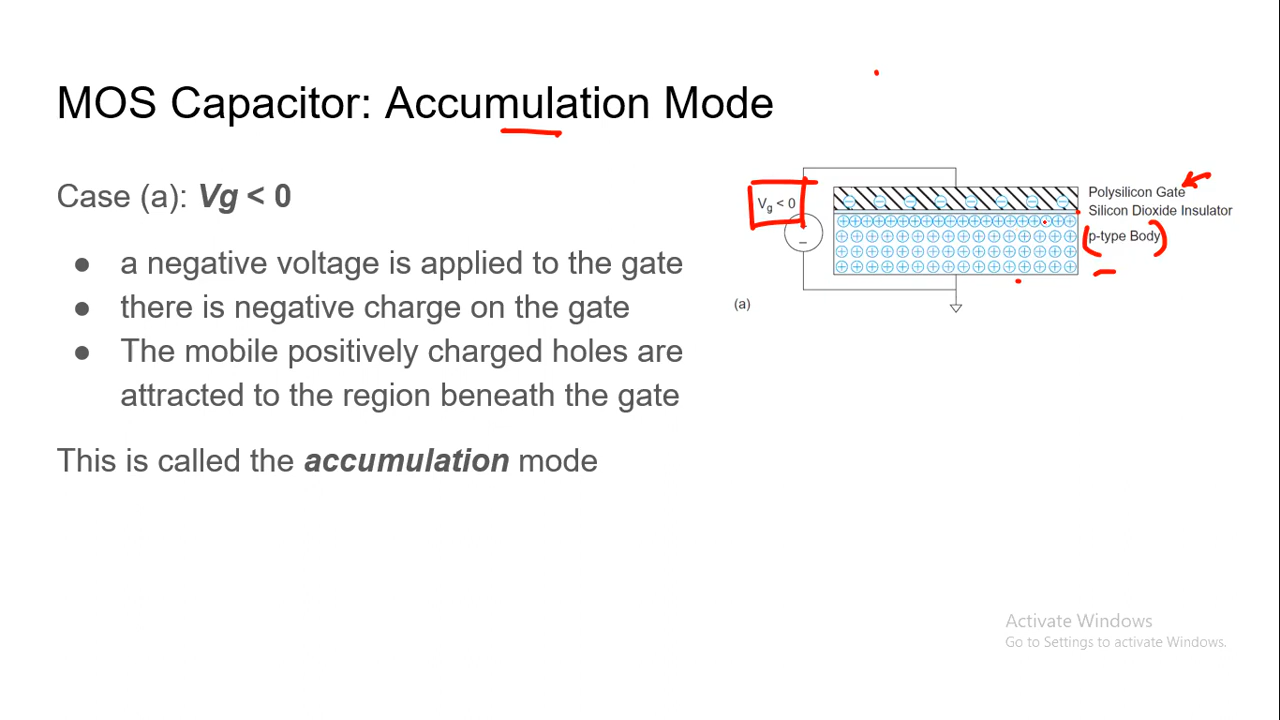 MOS Capacitor: Accumulation Mode
Case (a): Vg < 0
● a negative voltage is applied to the gate
● there is negative charge on the gate
● The mobile positively charged holes are
attracted to the region beneath the gate
This is called the accumulation mode
Vg < 0
Polysilicon Gate
Silicon Dioxide Insulator
p-type Body
(a)
Activate Windows
Go to Settings to activate Windows.